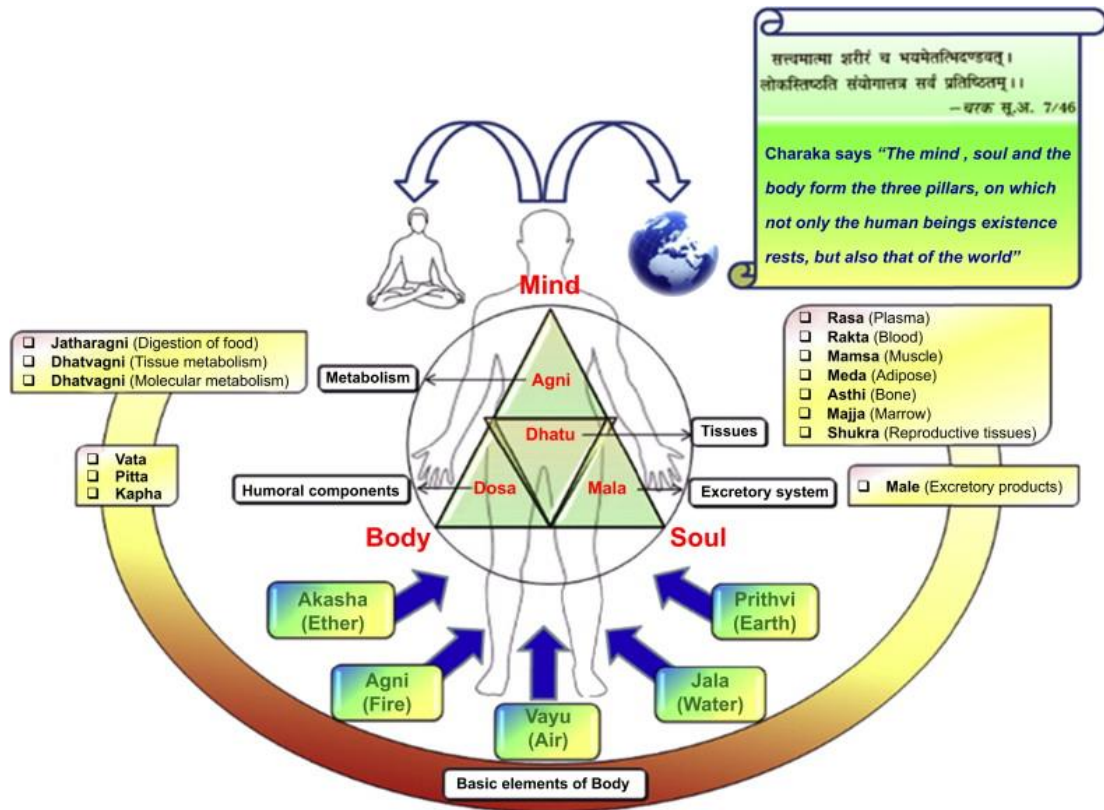 सत्त्वमात्मा शरीरं च भयमेतत्भिदण्डवत्।
लोकस्तिष्ठति संयोगात्तत्र सर्वं प्रतिष्ठितम्।।
–चरक सू.अ. 7/46
Charaka says “The mind , soul and the
body form the three pillars, on which
not only the human beings existence
rests, but also that of the world”
Mind
Jatharagni (Digestion of food)
Dhatvagni (Tissue metabolism)
Dhatvagni (Molecular metabolism)
Rasa (Plasma)
Rakta (Blood)
Mamsa (Muscle)
Meda (Adipose)
Asthi (Bone)
Majja (Marrow)
Shukra (Reproductive tissues)
Metabolism
Agni
Dhatu
Tissues
Vata
Pitta
Kapha
Humoral components
Dosa
Mala
Excretory system
Male (Excretory products)
Body
Soul
Akasha
(Ether)
Prithvi
(Earth)
Agni
(Fire)
Jala
(Water)
Vayu
(Air)
Basic elements of Body